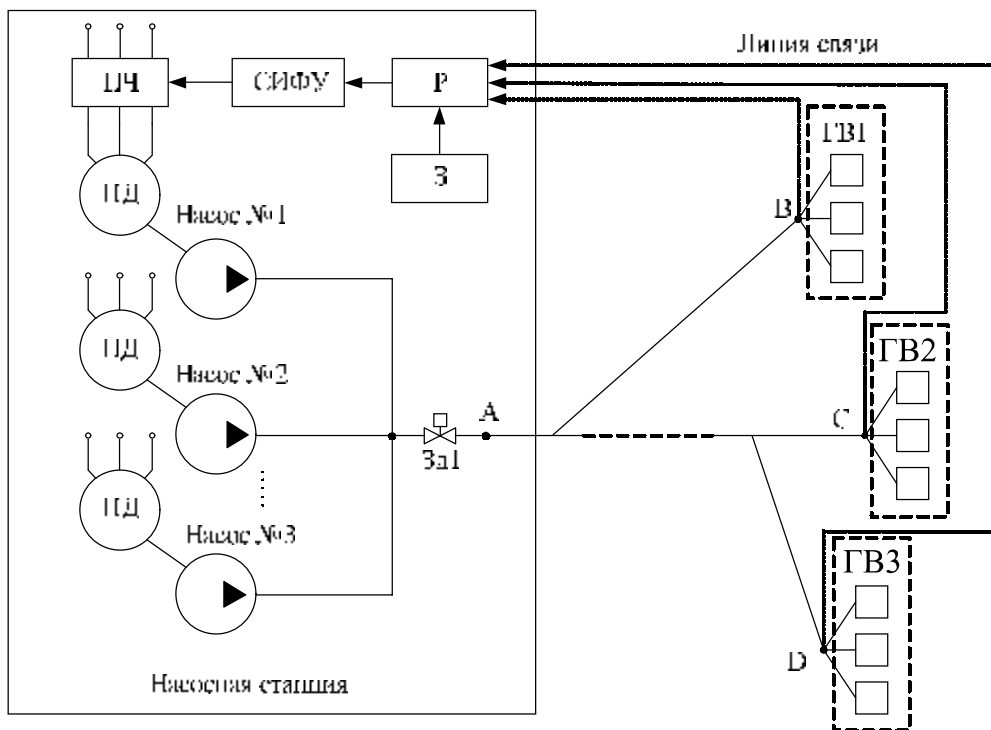 Линия связи
ПЧ
СИФУ
Р
З
ГВ1
ПД
Насос №1
B
ПД
Насос №2
ГВ2
A
C
Зд1
ПД
Насос №3
ГВ3
D
Насосная станция